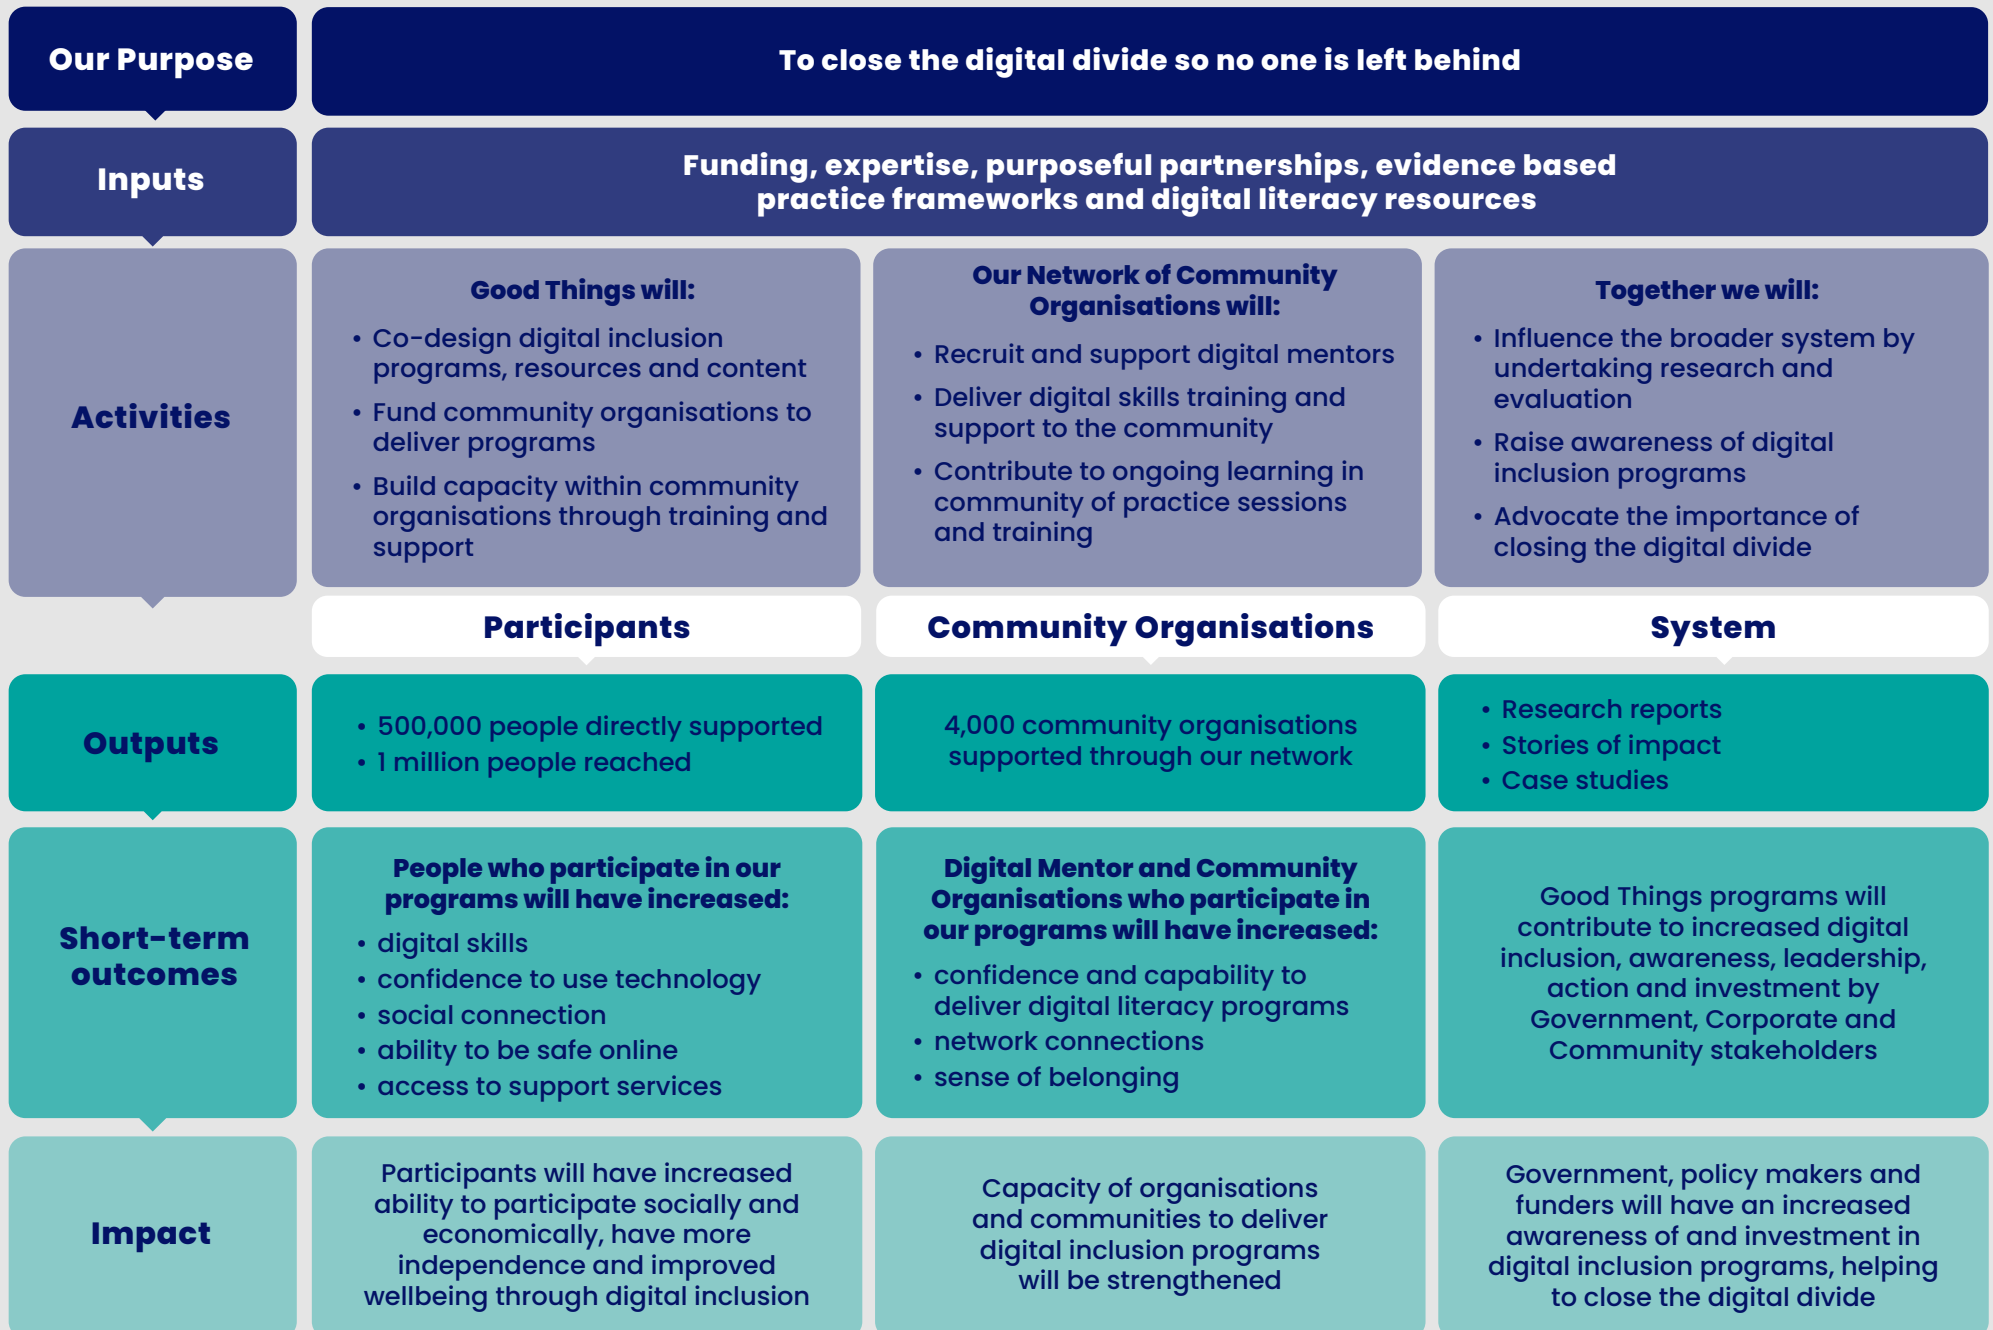 Our Purpose
To close the digital divide so no one is left behind
Inputs
Funding, expertise, purposeful partnerships, evidence based
practice frameworks and digital literacy resources
Activities
Good Things will:
• Co-design digital inclusion
programs, resources and content
• Fund community organisations to
deliver programs
• Build capacity within community
organisations through training and
support
Our Network of Community
Organisations will:
• Recruit and support digital mentors
• Deliver digital skills training and
support to the community
• Contribute to ongoing learning in
community of practice sessions
and training
Together we will:
• Influence the broader system by
undertaking research and
evaluation
• Raise awareness of digital
inclusion programs
• Advocate the importance of
closing the digital divide
Participants
Community Organisations
System
Outputs
• 500,000 people directly supported
• 1 million people reached
4,000 community organisations
supported through our network
• Research reports
• Stories of impact
• Case studies
Short-term
outcomes
People who participate in our
programs will have increased:
• digital skills
• confidence to use technology
• social connection
• ability to be safe online
• access to support services
Digital Mentor and Community
Organisations who participate in
our programs will have increased:
• confidence and capability to
deliver digital literacy programs
• network connections
• sense of belonging
Good Things programs will
contribute to increased digital
inclusion, awareness, leadership,
action and investment by
Government, Corporate and
Community stakeholders
Impact
Participants will have increased
ability to participate socially and
economically, have more
independence and improved
wellbeing through digital inclusion
Capacity of organisations
and communities to deliver
digital inclusion programs
will be strengthened
Government, policy makers and
funders will have an increased
awareness of and investment in
digital inclusion programs, helping
to close the digital divide